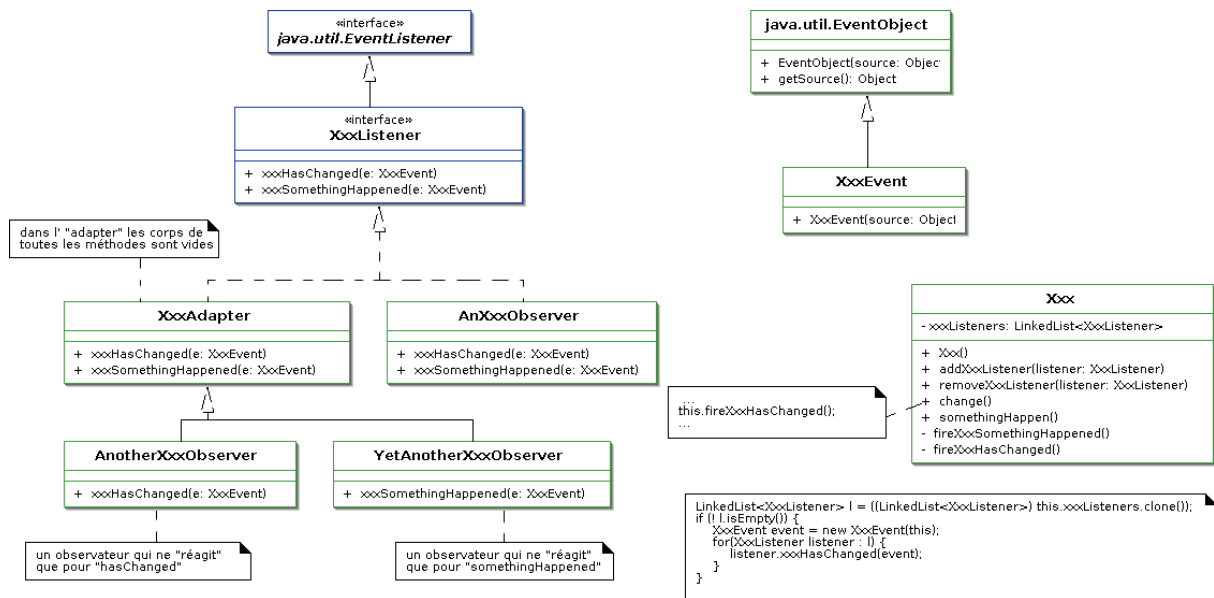 «interface»
java.util.EventListener
java.util.EventObject
+ EventObject(source: Objec
+ getSource(): Object
«interface»
XxxListener
+ xxxHasChanged(e: XxxEvent)
+ xxxSomethingHappened(e: XxxEvent)
XxxEvent
+ XxxEvent(source: Object
dans l' "adapter" les corps de
toutes les méthodes sont vides
XxxAdapter
+ xxxHasChanged(e: XxxEvent)
+ xxxSomethingHappened(e: XxxEvent)
AnXxxObserver
+ xxxHasChanged(e: XxxEvent)
+ xxxSomethingHappened(e: XxxEvent)
Xxx
- xxxListeners: LinkedList<XxxListener>
+ Xxx()
+ addXxxListener(listener: XxxListener)
+ removeXxxListener(listener: XxxListener)
+ change()
+ somethingHappen()
- fireXxxSomethingHappened()
- fireXxxHasChanged()
...
this.fireXxxHasChanged();
...
AnotherXxxObserver
+ xxxHasChanged(e: XxxEvent)
YetAnotherXxxObserver
+ xxxSomethingHappened(e: XxxEvent)
un observateur qui ne "réagit"
que pour "hasChanged"
un observateur qui ne "réagit"
que pour "somethingHappened"
LinkedList<XxxListener> l = ((LinkedList<XxxListener>) this.xxxListeners.clone());
if (! l.isEmpty()) {
XxxEvent event = new XxxEvent(this);
for(XxxListener listener : l) {
listener.xxxHasChanged(event);
}
}